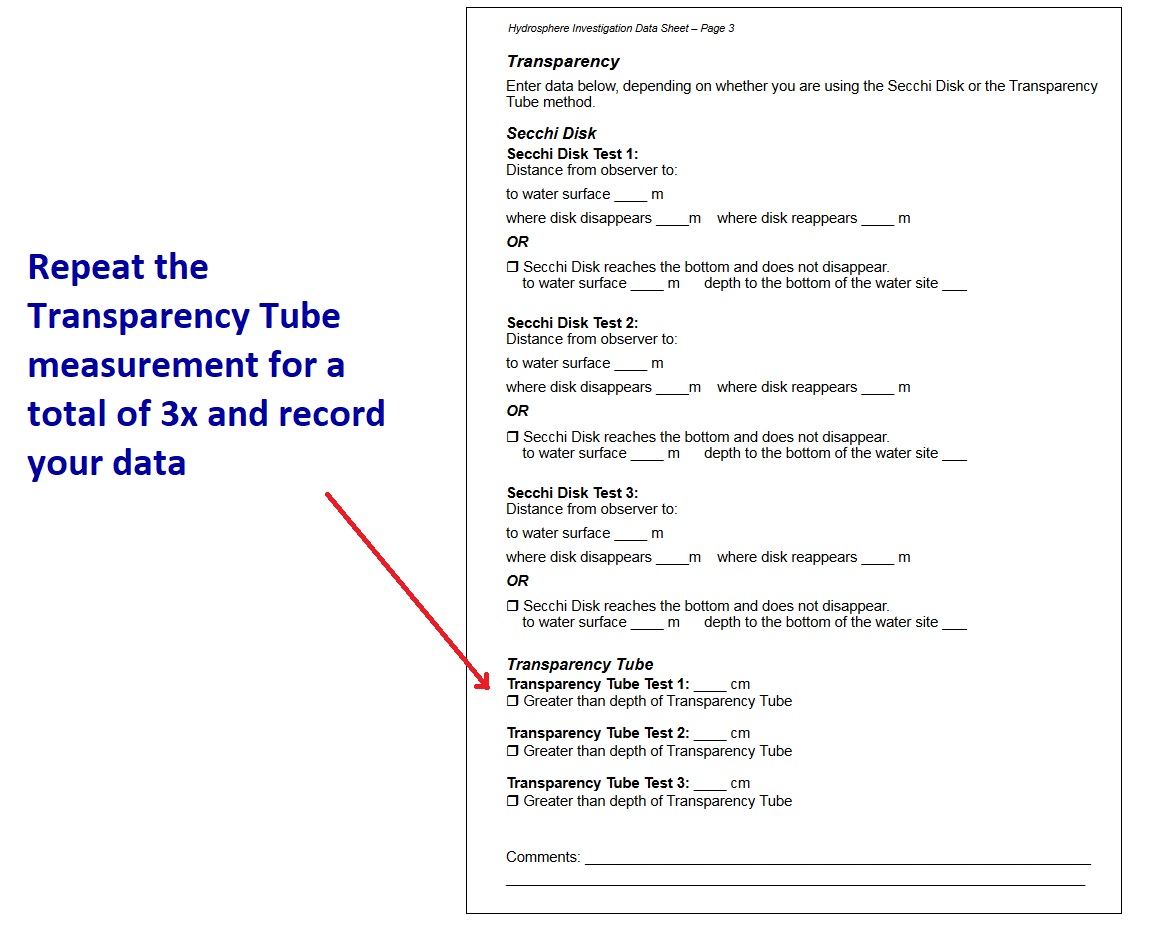 Repeat the
Transparency Tube
measurement for a
total of 3x and record
your data
Hydrosphere Investigation Data Sheet – Page 3
Transparency
Enter data below, depending on whether you are using the Secchi Disk or the Transparency
Tube method.
Secchi Disk
Secchi Disk Test 1:
Distance from observer to:
to water surface ____ m
where disk disappears ____m where disk reappears ____ m
OR
❒ Secchi Disk reaches the bottom and does not disappear.
to water surface ____ m depth to the bottom of the water site ___
Secchi Disk Test 2:
Distance from observer to:
to water surface ____ m
where disk disappears ____m where disk reappears ____ m
OR
❒ Secchi Disk reaches the bottom and does not disappear.
to water surface ____ m depth to the bottom of the water site ___
Secchi Disk Test 3:
Distance from observer to:
to water surface ____ m
where disk disappears ____m where disk reappears ____ m
OR
❒ Secchi Disk reaches the bottom and does not disappear.
to water surface ____ m depth to the bottom of the water site ___
Transparency Tube
Transparency Tube Test 1: ____ cm
❒ Greater than depth of Transparency Tube
Transparency Tube Test 2: ____ cm
❒ Greater than depth of Transparency Tube
Transparency Tube Test 3: ____ cm
❒ Greater than depth of Transparency Tube
Comments: ______________________________________________________________
_______________________________________________________________________